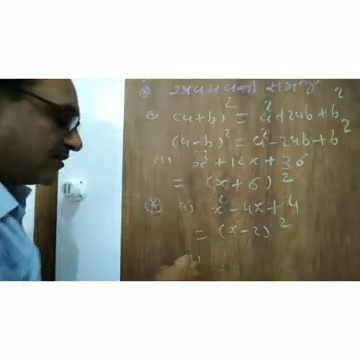 (a+b)² = a²+2ab+b²
(a-b)² = a²-2ab+b²
x²+12x+36
= (x+6)²
x²-4x+4
= (x-2)²